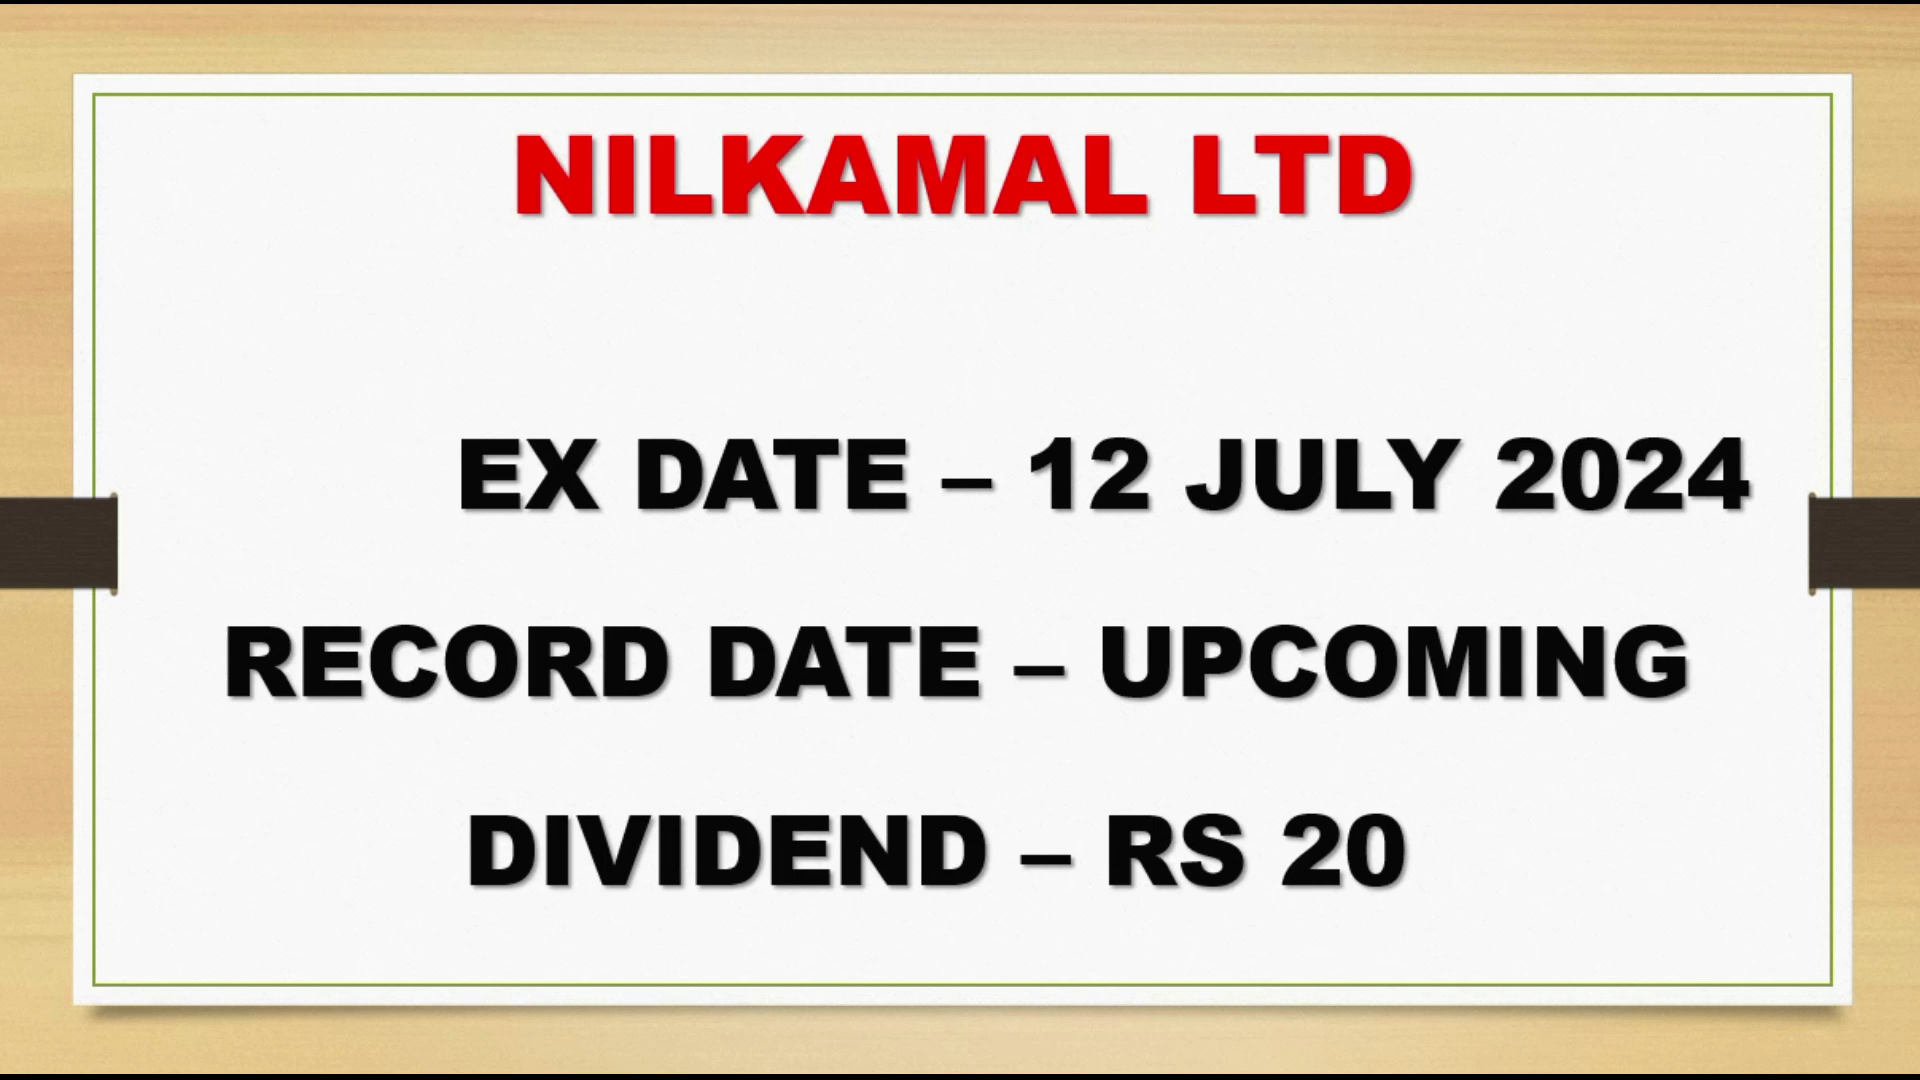 NILKAMAL LTD
EX DATE – 12 JULY 2024
RECORD DATE – UPCOMING
DIVIDEND – RS 20